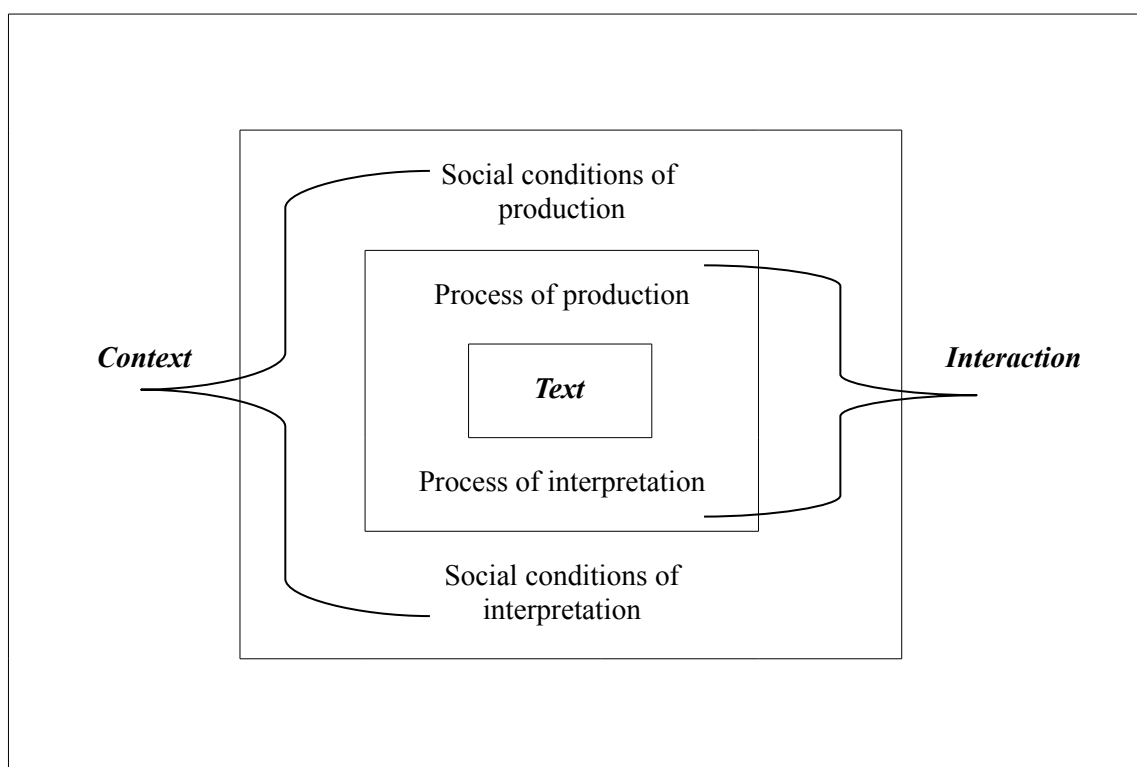 Social conditions of
production
Process of production
Context
Interaction
Text
Process of interpretation
Social conditions of
interpretation